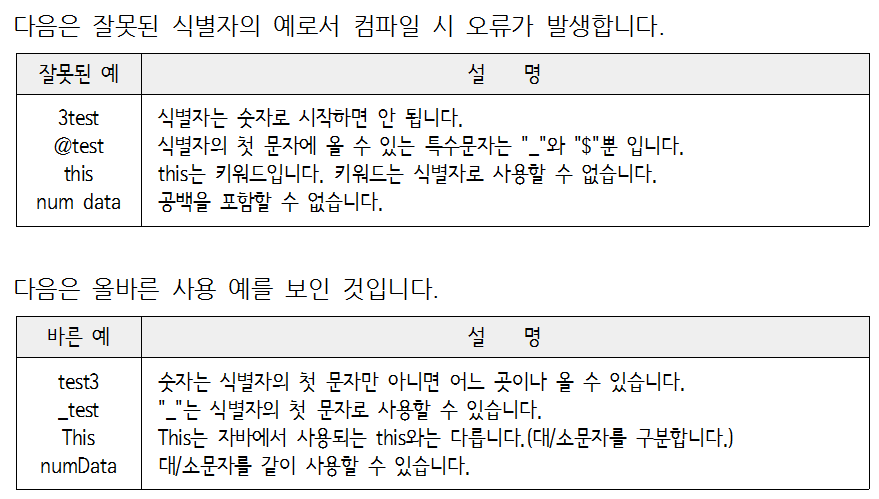 다음은 잘못된 식별자의 예로서 컴파일 시 오류가 발생합니다.
잘못된 예 설 명
3test 식별자는 숫자로 시작하면 안 됩니다.
@test 식별자의 첫 문자에 올 수 있는 특수문자는 "_"와 "$"뿐 입니다.
this this는 키워드입니다. 키워드는 식별자로 사용할 수 없습니다.
num data 공백을 포함할 수 없습니다.
다음은 올바른 사용 예를 보인 것입니다.
바른 예 설 명
test3 숫자는 식별자의 첫 문자만 아니면 어느 곳이나 올 수 있습니다.
_test "_"는 식별자의 첫 문자로 사용할 수 있습니다.
This This는 자바에서 사용되는 this와는 다릅니다.(대/소문자를 구분합니다.)
numData 대/소문자를 같이 사용할 수 있습니다.